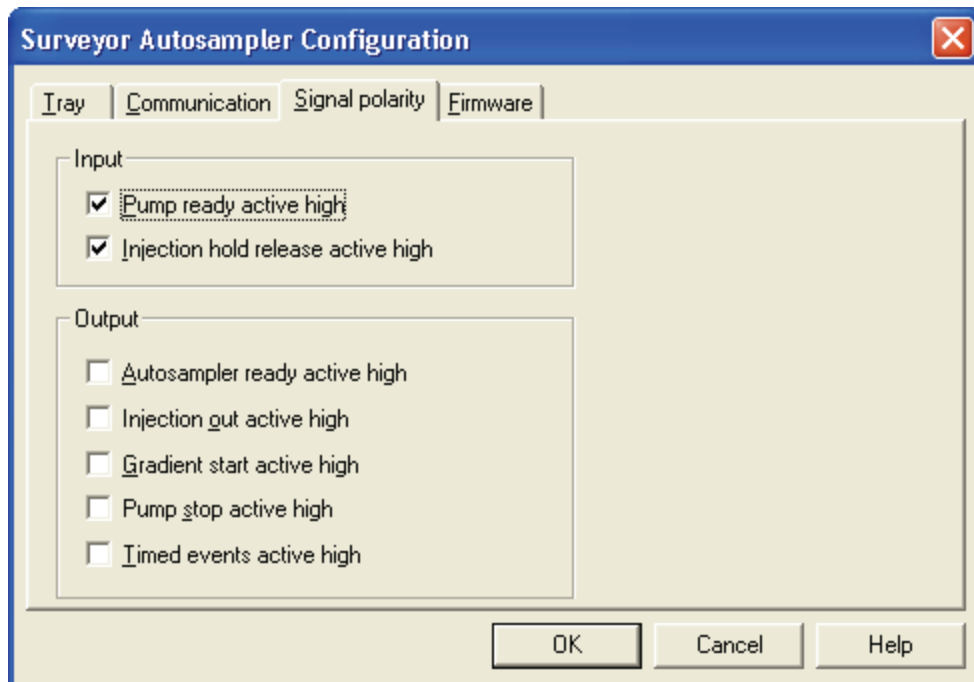 Surveyor Autosampler Configuration
Tray Communication Signal polarity Firmware
Input
Pump ready active high
Injection hold release active high
Output
Autosampler ready active high
Injection out active high
Gradient start active high
Pump stop active high
Timed events active high
OK Cancel Help